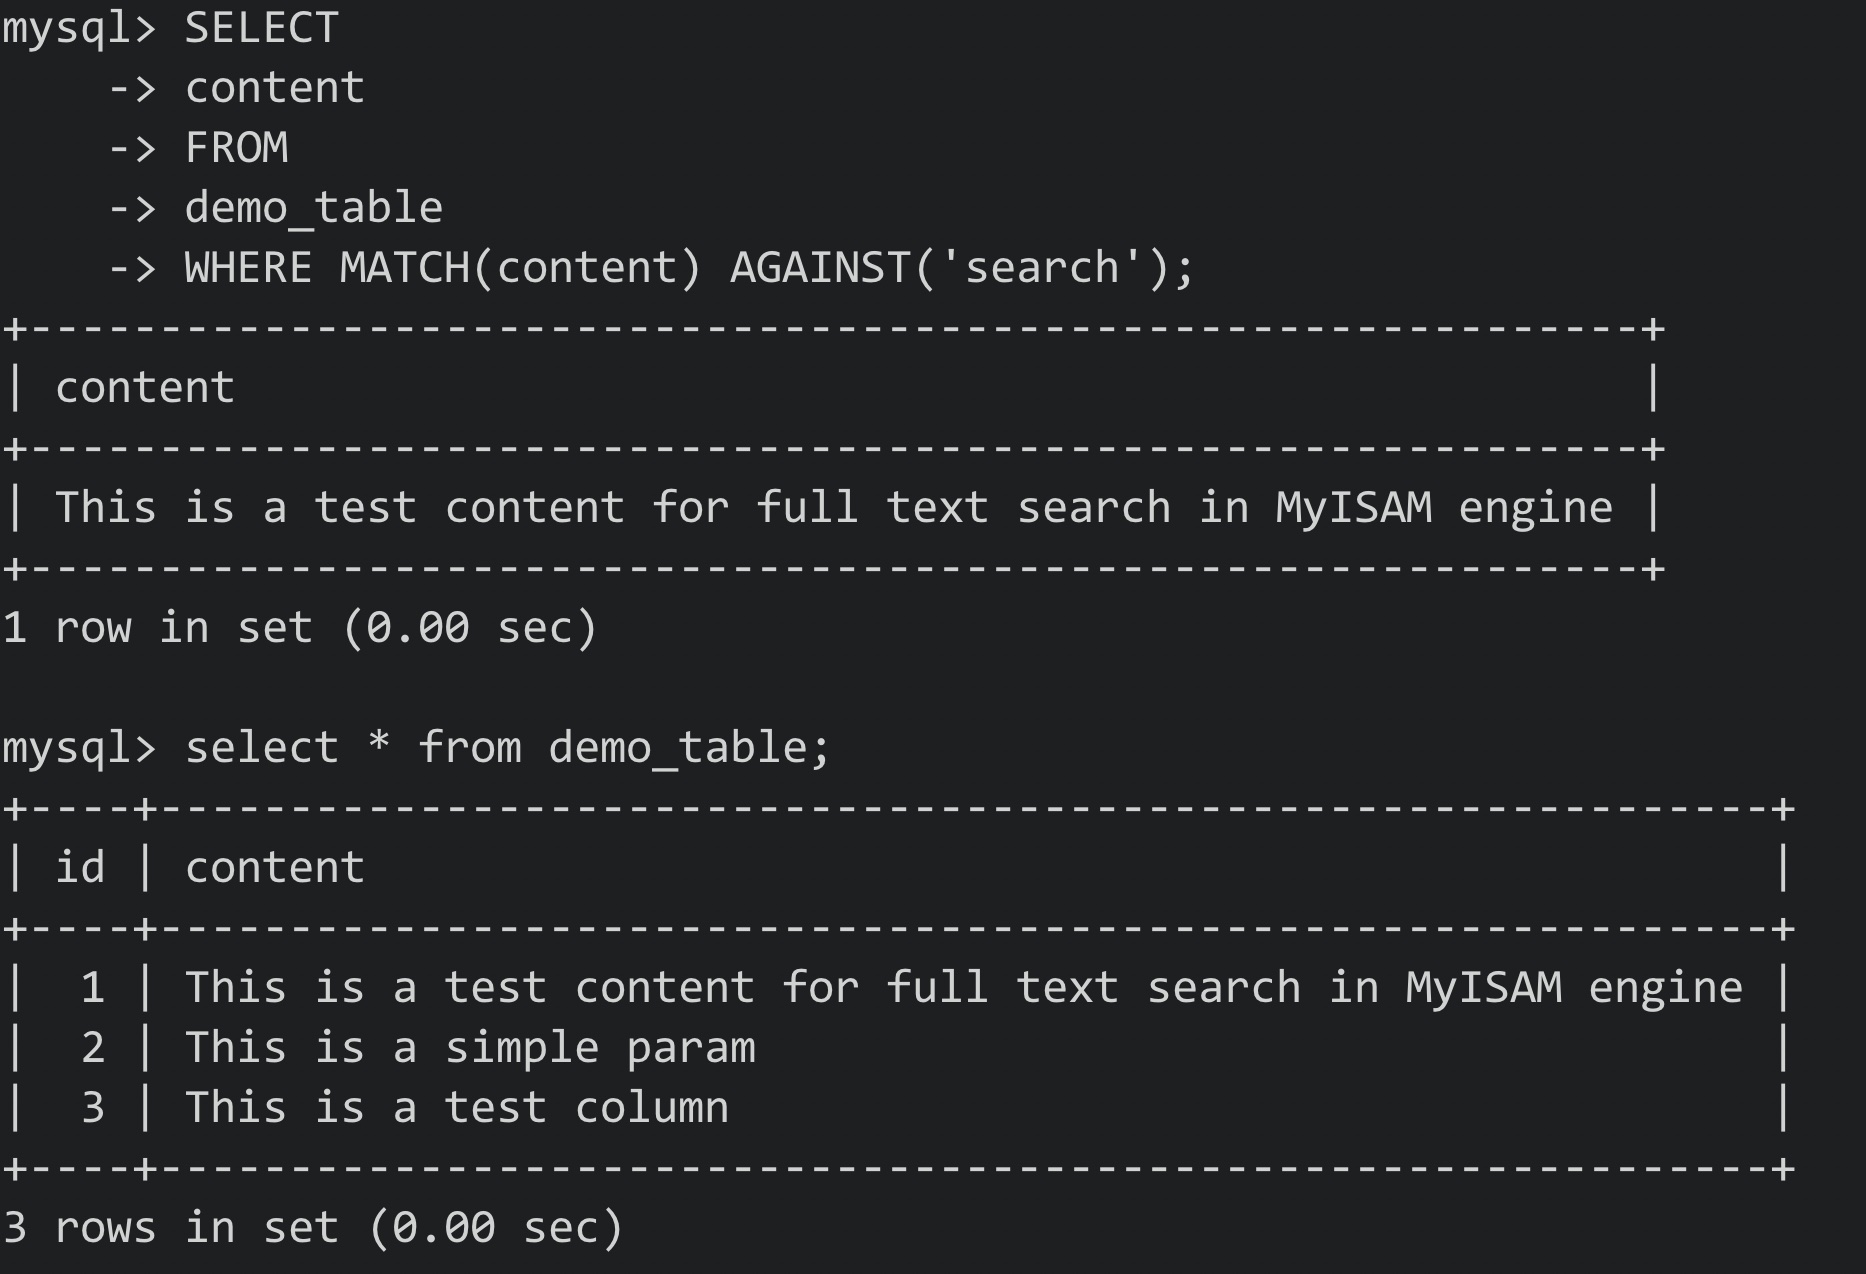 mysql> SELECT
    -> content
    -> FROM
    -> demo_table
    -> WHERE MATCH(content) AGAINST('search');
+--------------------------------------------------------------+
| content                                                      |
+--------------------------------------------------------------+
| This is a test content for full text search in MyISAM engine |
+--------------------------------------------------------------+
1 row in set (0.00 sec)

mysql> select * from demo_table;
+----+--------------------------------------------------------------+
| id | content                                                      |
+----+--------------------------------------------------------------+
|  1 | This is a test content for full text search in MyISAM engine |
|  2 | This is a simple param                                       |
|  3 | This is a test column                                        |
+----+--------------------------------------------------------------+
3 rows in set (0.00 sec)